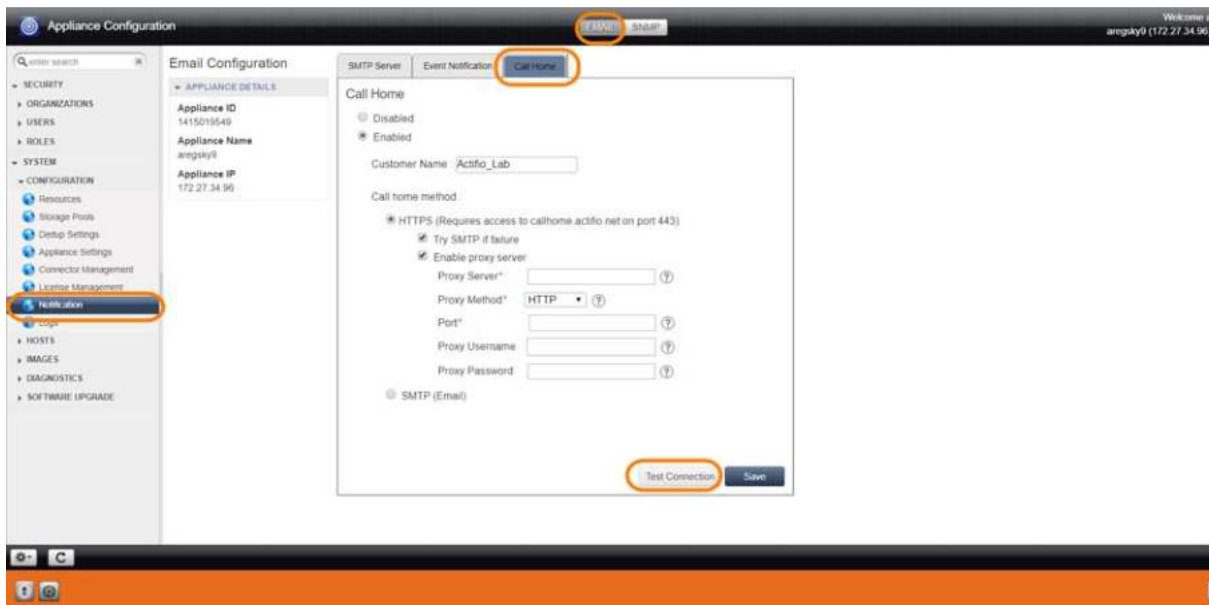 Appliance Configuration
EMAIL
SNMP
Welcome a
aregsky9 (172.27.34.96
enter search
SECURITY
ORGANIZATIONS
USERS
ROLES
SYSTEM
CONFIGURATION
Resources
Storage Pools
Dedup Settings
Appliance Settings
Connector Management
License Management
Notification
Logs
HOSTS
IMAGES
DIAGNOSTICS
SOFTWARE UPGRADE
Email Configuration
APPLIANCE DETAILS
Appliance ID
1415019549
Appliance Name
aregsky9
Appliance IP
172.27.34.96
SMTP Server
Event Notification
Call Home
Call Home
Disabled
Enabled
Customer Name : Actifio_Lab
Call home method :
HTTPS (Requires access to callhome.actifio.net on port 443)
Try SMTP if failure
Enable proxy server
Proxy Server*
Proxy Method* HTTP
Port*
Proxy Username
Proxy Password
SMTP (Email)
Test Connection
Save